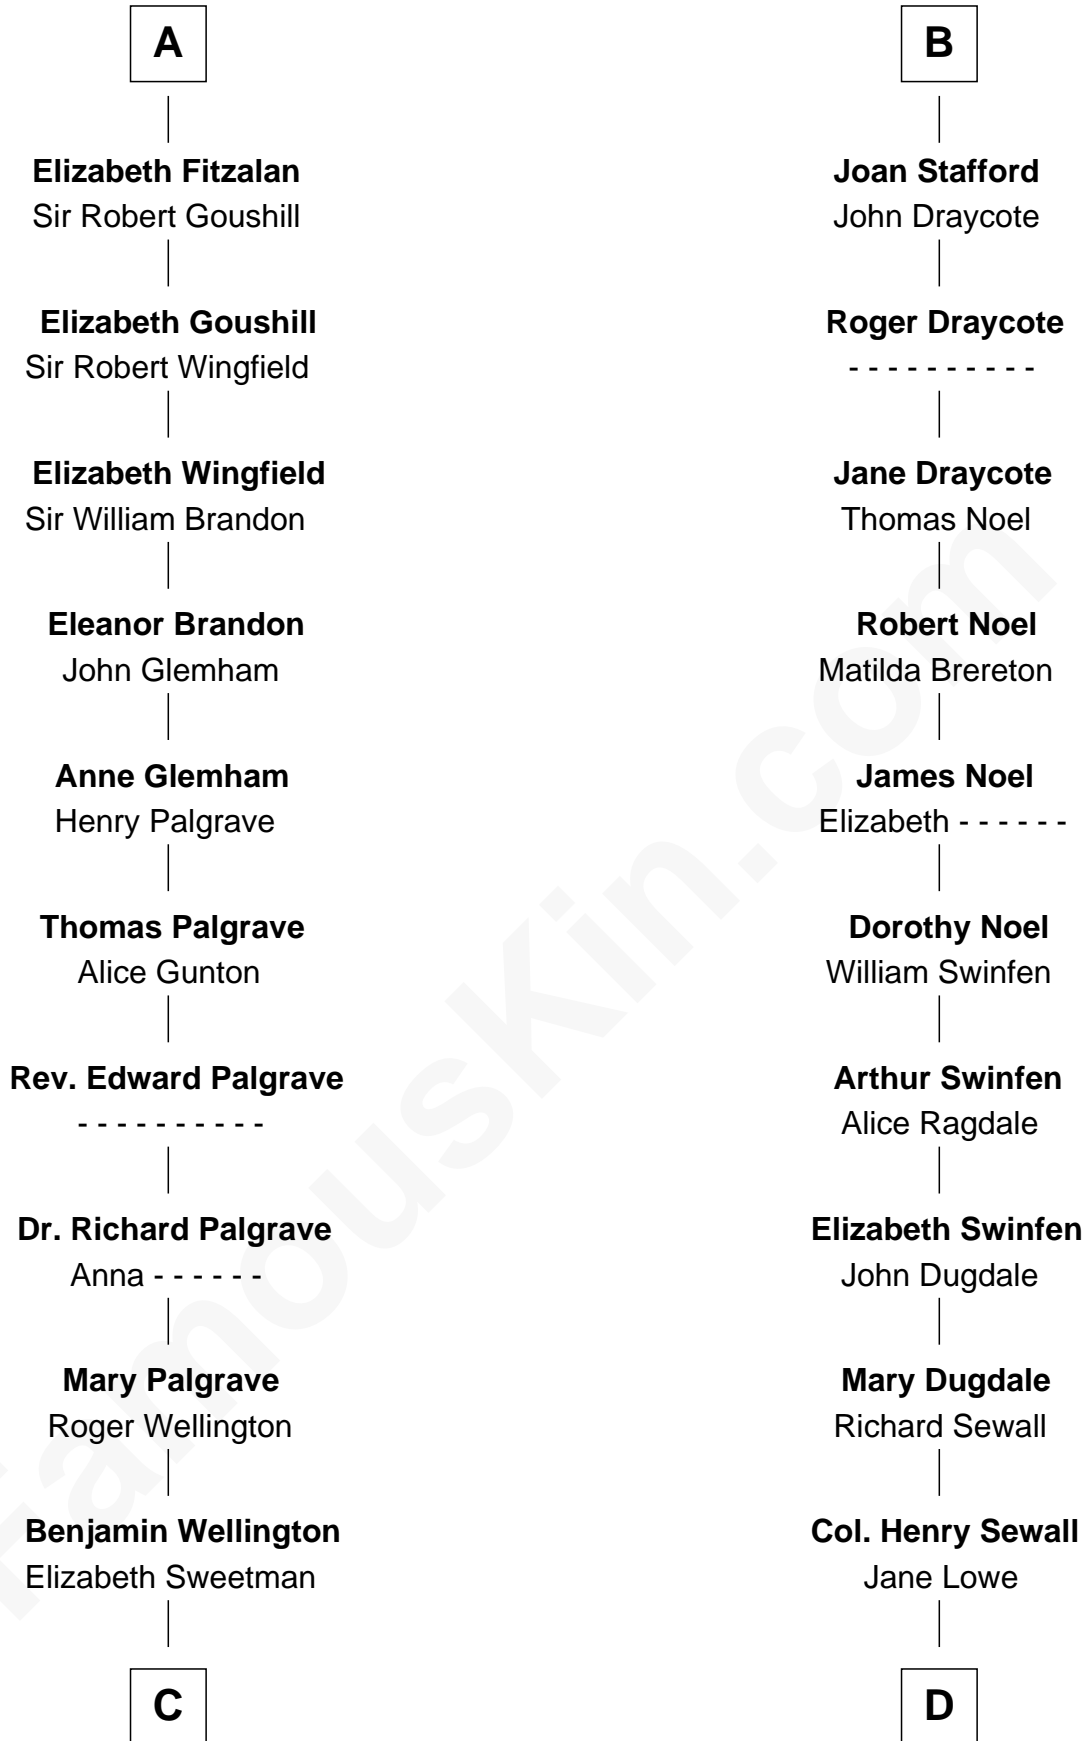 A
Elizabeth Fitzalan
Sir Robert Goushill
Elizabeth Goushill
Sir Robert Wingfield
Elizabeth Wingfield
Sir William Brandon
Eleanor Brandon
John Glemham
Anne Glemham
Henry Palgrave
Thomas Palgrave
Alice Gunton
Rev. Edward Palgrave
- - - - - - - - - -
Dr. Richard Palgrave
Anna - - - - - -
Mary Palgrave
Roger Wellington
Benjamin Wellington
Elizabeth Sweetman
C
B
Joan Stafford
John Draycote
Roger Draycote
- - - - - - - - - -
Jane Draycote
Thomas Noel
Robert Noel
Matilda Brereton
James Noel
Elizabeth - - - - - -
Dorothy Noel
William Swinfen
Arthur Swinfen
Alice Ragdale
Elizabeth Swinfen
John Dugdale
Mary Dugdale
Richard Sewall
Col. Henry Sewall
Jane Lowe
D
FamousKin.com